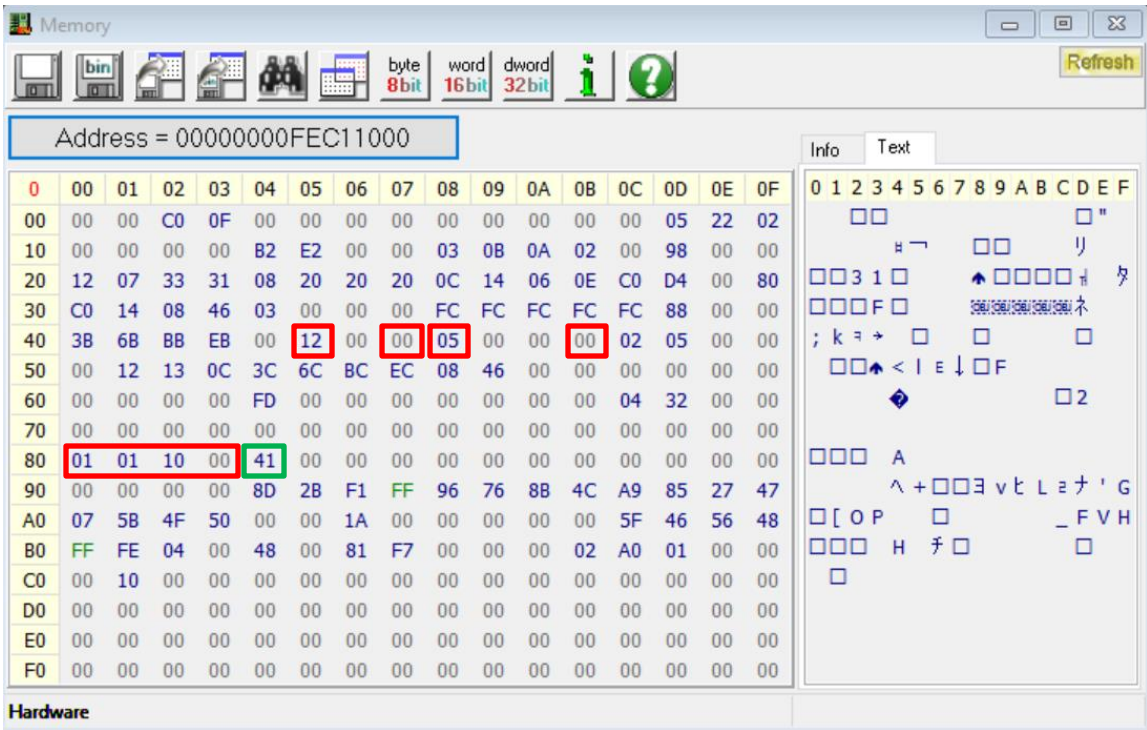 Memory
bin byte 8bit word 16bit dword 32bit i ? Refresh
Address = 00000000FEC11000
Info Text
0 00 01 02 03 04 05 06 07 08 09 0A 0B 0C 0D 0E 0F
00 00 00 C0 0F 00 00 00 00 00 00 00 00 00 05 22 02
10 00 00 00 00 B2 E2 00 00 03 0B 0A 02 00 98 00 00
20 12 07 33 31 08 20 20 20 0C 14 06 0E C0 D4 00 80
30 C0 14 08 46 03 00 00 00 FC FC FC FC FC 88 00 00
40 3B 6B BB EB 00 12 00 00 05 00 00 00 02 05 00 00
50 00 12 13 0C 3C 6C BC EC 08 46 00 00 00 00 00 00
60 00 00 00 00 FD 00 00 00 00 00 00 00 04 32 00 00
70 00 00 00 00 00 00 00 00 00 00 00 00 00 00 00 00
80 01 01 10 00 41 00 00 00 00 00 00 00 00 00 00 00
90 00 00 00 00 8D 2B F1 FF 96 76 8B 4C A9 85 27 47
A0 07 5B 4F 50 00 00 1A 00 00 00 00 00 5F 46 56 48
B0 FF FE 04 00 48 00 81 F7 00 00 00 02 A0 01 00 00
C0 00 10 00 00 00 00 00 00 00 00 00 00 00 00 00 00
D0 00 00 00 00 00 00 00 00 00 00 00 00 00 00 00 00
E0 00 00 00 00 00 00 00 00 00 00 00 00 00 00 00 00
F0 00 00 00 00 00 00 00 00 00 00 00 00 00 00 00 00
0 1 2 3 4 5 6 7 8 9 A B C D E F
"
リ
3 1 タ
F ネ
; k
< l F
2
A
+ v ヒ L ナ ' G
[ O P _ F V H
H チ
Hardware